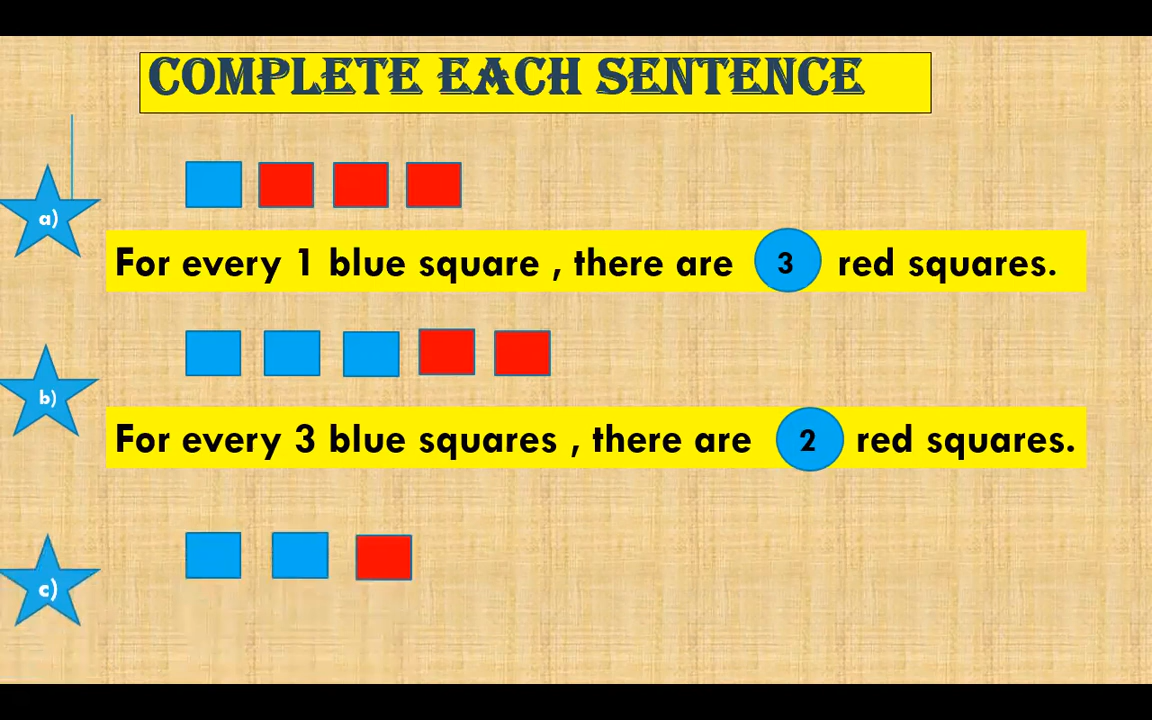 COMPLETE EACH SENTENCE
a)
For every 1 blue square , there are 3 red squares.
b)
For every 3 blue squares , there are 2 red squares.
c)